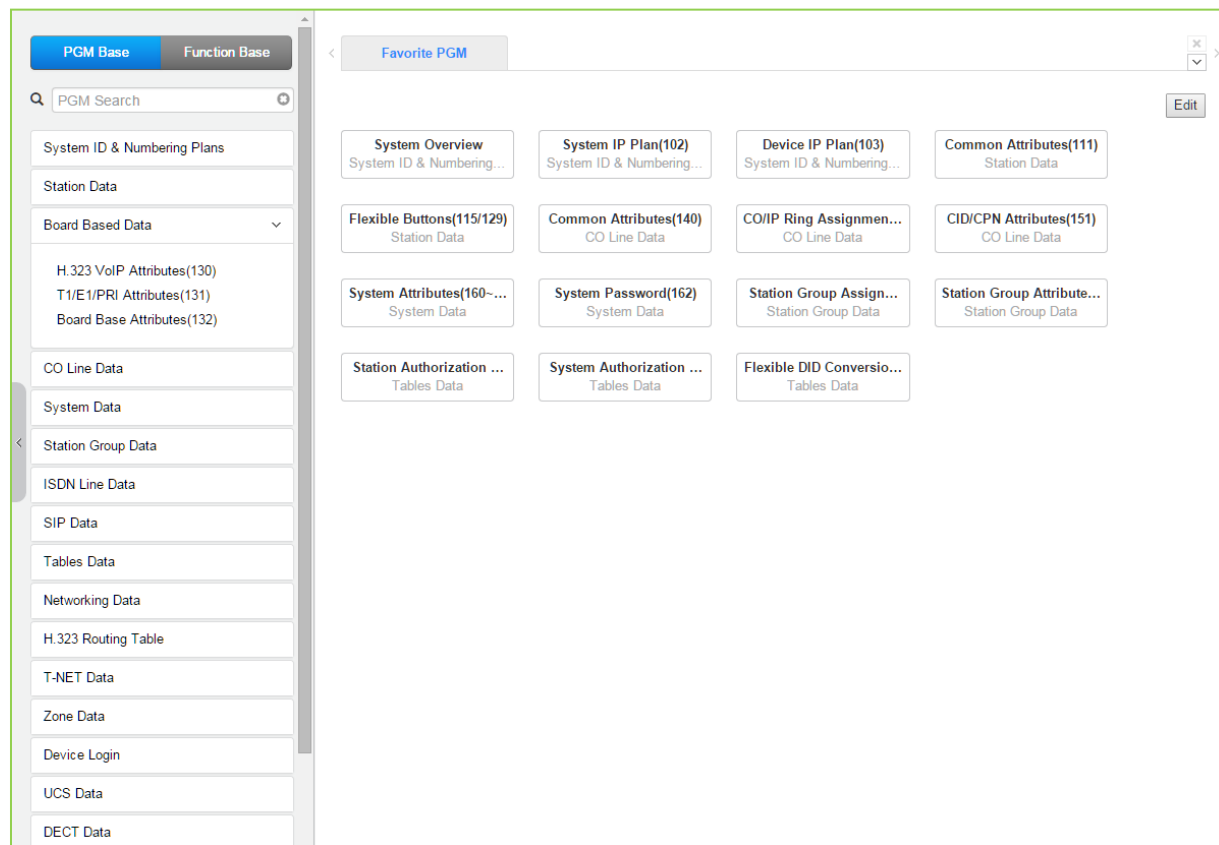 PGM Base
Function Base
PGM Search
System ID & Numbering Plans
Station Data
Board Based Data
H.323 VoIP Attributes(130)
T1/E1/PRI Attributes(131)
Board Base Attributes(132)
CO Line Data
System Data
Station Group Data
ISDN Line Data
SIP Data
Tables Data
Networking Data
H.323 Routing Table
T-NET Data
Zone Data
Device Login
UCS Data
DECT Data
Favorite PGM
Edit
System Overview
System ID & Numbering...
System IP Plan(102)
System ID & Numbering...
Device IP Plan(103)
System ID & Numbering...
Common Attributes(111)
Station Data
Flexible Buttons(115/129)
Station Data
Common Attributes(140)
CO Line Data
CO/IP Ring Assignmen...
CO Line Data
CID/CPN Attributes(151)
CO Line Data
System Attributes(160~...
System Data
System Password(162)
System Data
Station Group Assign...
Station Group Data
Station Group Attribute...
Station Group Data
Station Authorization ...
Tables Data
System Authorization ...
Tables Data
Flexible DID Conversio...
Tables Data